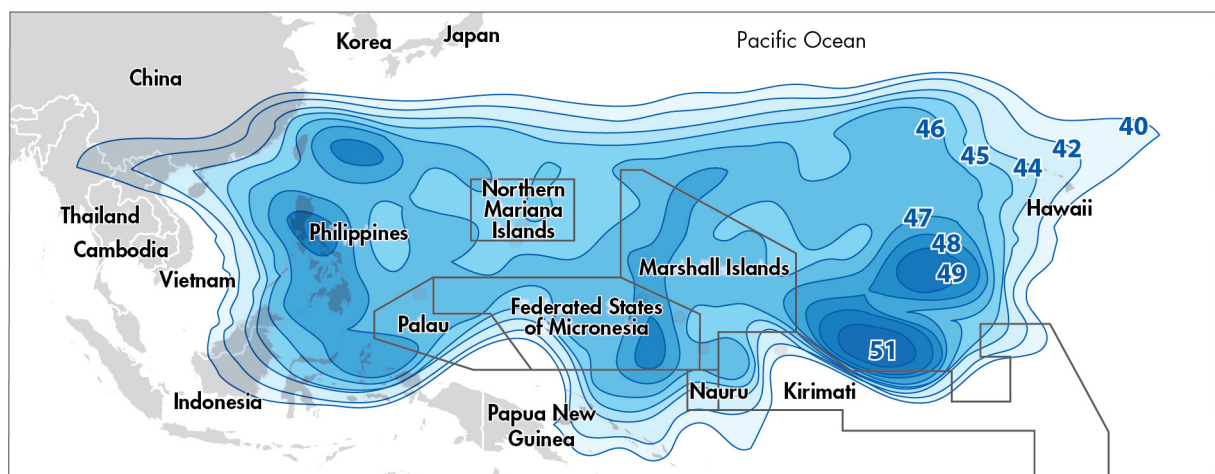 Korea
Japan
Pacific Ocean
China
40
46
42
45
44
Northern
Mariana
Islands
Hawaii
Thailand
Philippines
47
Cambodia
48
Marshall Islands
49
Vietnam
Federated States
of Micronesia
Palau
51
Nauru
Kirimati
Indonesia
Papua New
Guinea